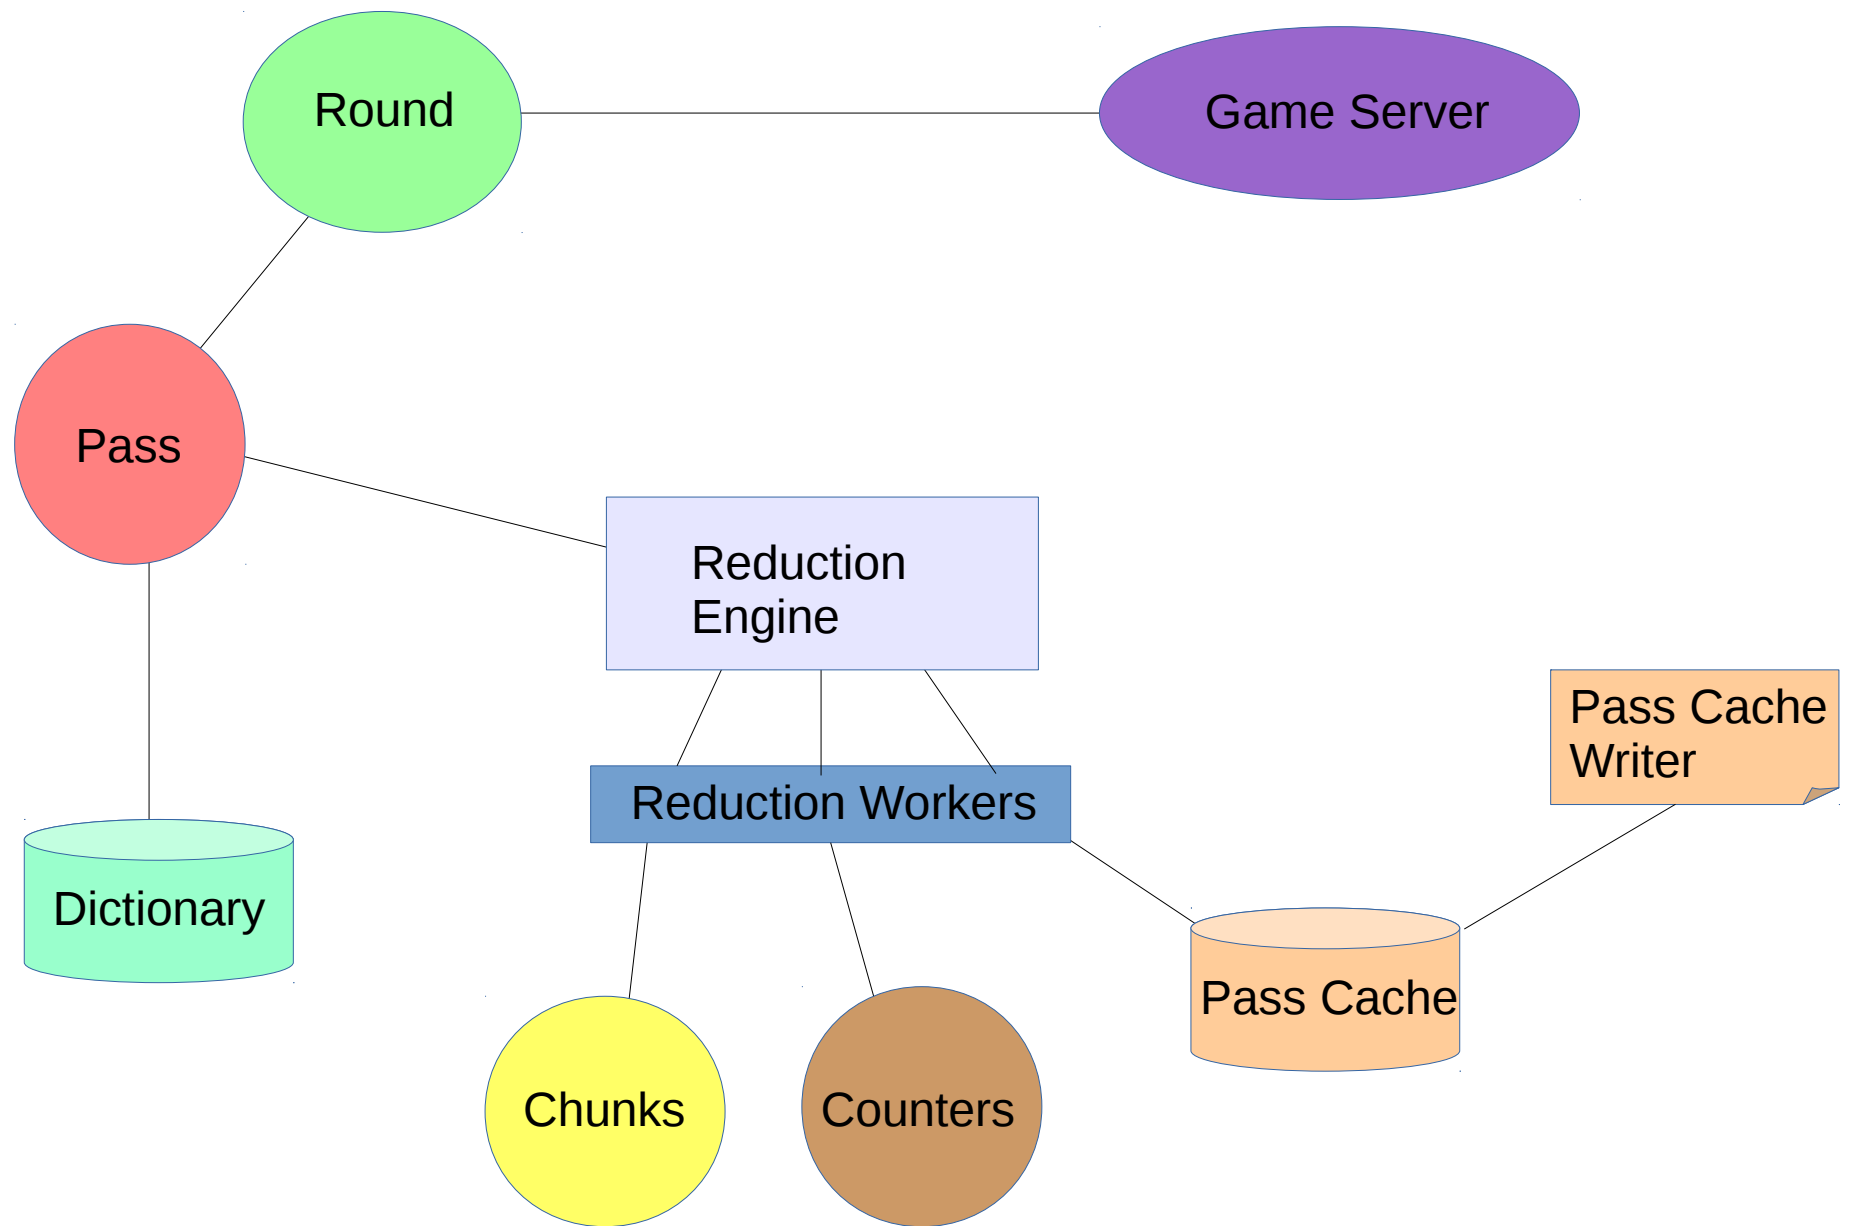 Round
Game Server
Pass
Reduction
Engine
Pass Cache
Writer
Reduction Workers
Dictionary
Pass Cache
Chunks
Counters